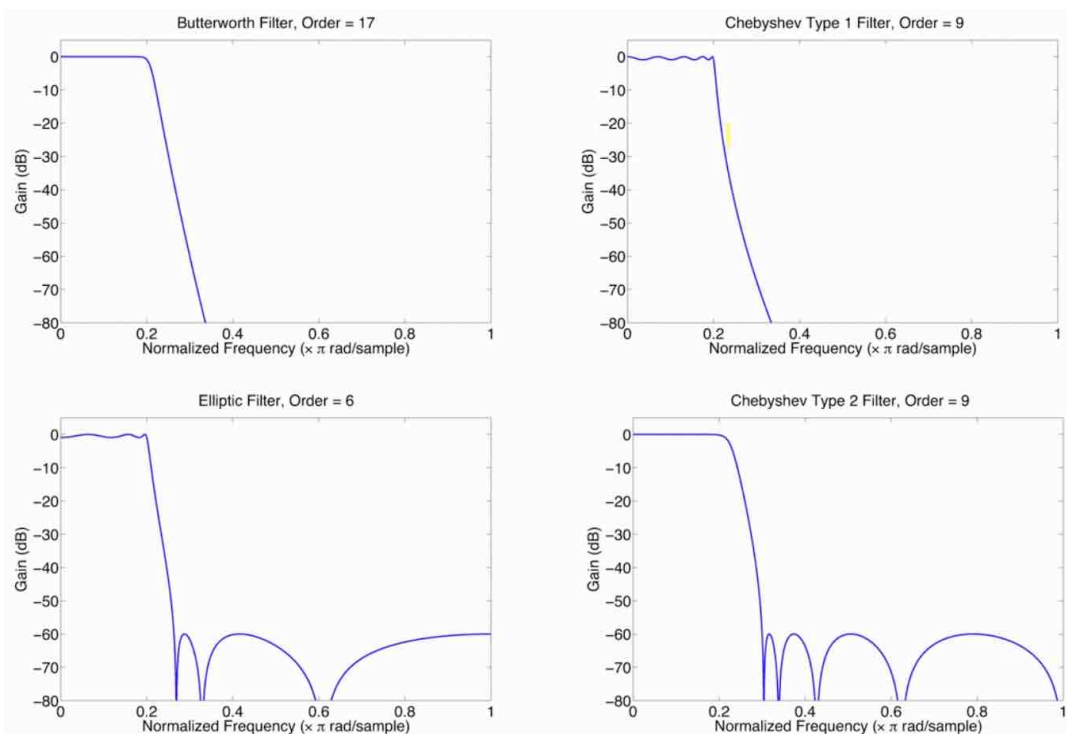 Butterworth Filter, Order = 17
Gain (dB)
0
−10
−20
−30
−40
−50
−60
−70
−80
0 0.2 0.4 0.6 0.8 1
Normalized Frequency (× π rad/sample)
Chebyshev Type 1 Filter, Order = 9
Gain (dB)
0
−10
−20
−30
−40
−50
−60
−70
−80
0 0.2 0.4 0.6 0.8 1
Normalized Frequency (× π rad/sample)
Elliptic Filter, Order = 6
Gain (dB)
0
−10
−20
−30
−40
−50
−60
−70
−80
0 0.2 0.4 0.6 0.8 1
Normalized Frequency (× π rad/sample)
Chebyshev Type 2 Filter, Order = 9
Gain (dB)
0
−10
−20
−30
−40
−50
−60
−70
−80
0 0.2 0.4 0.6 0.8 1
Normalized Frequency (× π rad/sample)